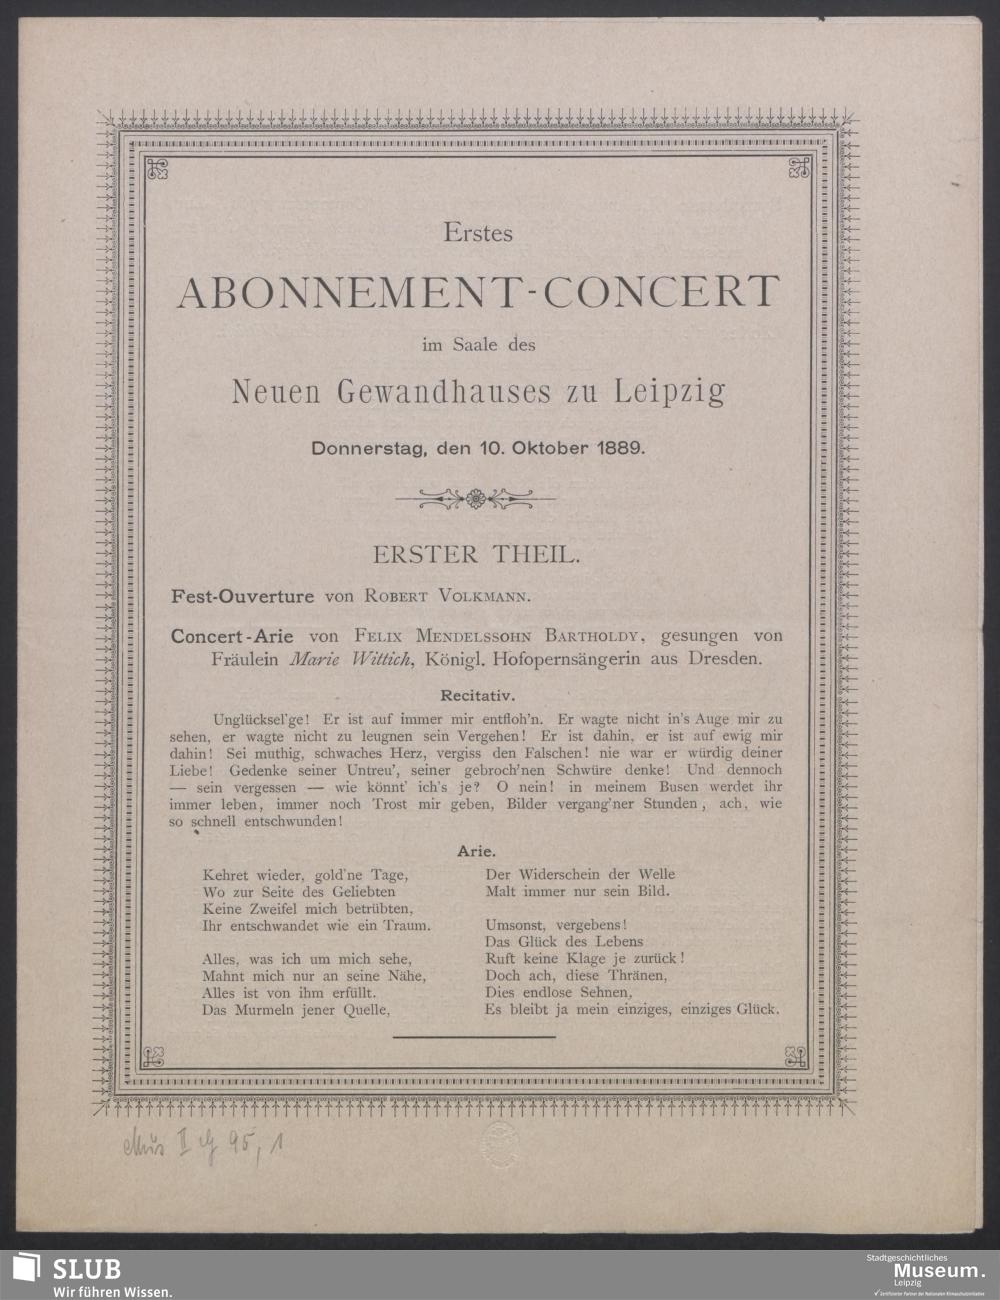 Erstes
ABONNEMENT-CONCERT
im Saale des
Neuen Gewandhauses zu Leipzig
Donnerstag, den 10. Oktober 1889.
ERSTER THEIL.
Fest-Ouverture von ROBERT VOLKMANN.
Concert-Arie von FELIX MENDELSSOHN BARTHOLDY, gesungen von
Fräulein Marie Wittich, Königl. Hofopernsängerin aus Dresden.
Recitativ.
Unglücksel'ge! Er ist auf immer mir entfloh'n. Er wagte nicht in's Auge mir zu
sehen, er wagte nicht zu leugnen sein Vergehen! Er ist dahin, er ist auf ewig mir
dahin! Sei muthig, schwaches Herz, vergiss den Falschen! nie war er würdig deiner
Liebe! Gedenke seiner Untreu', seiner gebroch'nen Schwüre denke! Und dennoch
— sein vergessen — wie könnt' ich's je? O nein! in meinem Busen werdet ihr
immer leben, immer noch Trost mir geben, Bilder vergang'ner Stunden, ach, wie
so schnell entschwunden!
Arie.
Kehret wieder, gold'ne Tage,
Wo zur Seite des Geliebten
Keine Zweifel mich betrübten,
Ihr entschwandet wie ein Traum.
Alles, was ich um mich sehe,
Mahnt mich nur an seine Nähe,
Alles ist von ihm erfüllt.
Das Murmeln jener Quelle,
Der Widerschein der Welle
Malt immer nur sein Bild.
Umsonst, vergebens!
Das Glück des Lebens
Ruft keine Klage je zurück!
Doch ach, diese Thränen,
Dies endlose Sehnen,
Es bleibt ja mein einziges, einziges Glück.
Mus II G 95, 1
SLUB
Wir führen Wissen.
Stadtgeschichtliches
Museum.
Leipzig
Zertifizierter Partner der Nationalen Klimaschutzinitiative